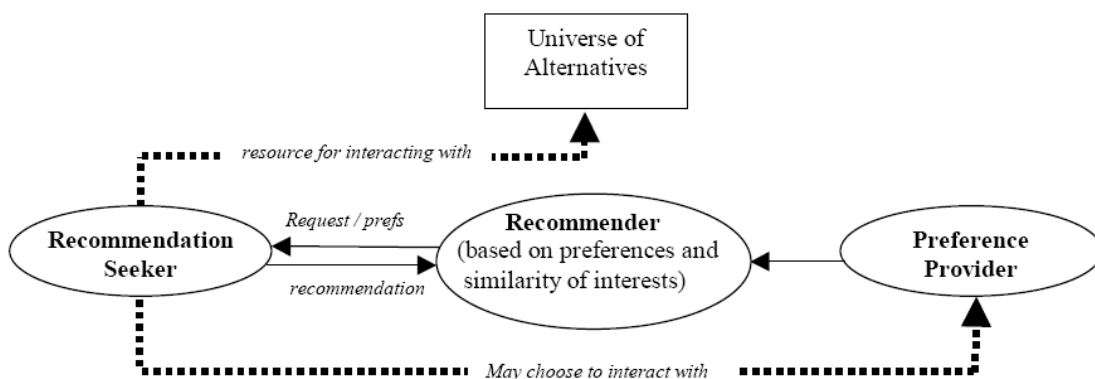 Universe of
Alternatives
resource for interacting with
Request / prefs
Recommendation
Seeker
recommendation
Recommender
(based on preferences and
similarity of interests)
Preference
Provider
May choose to interact with